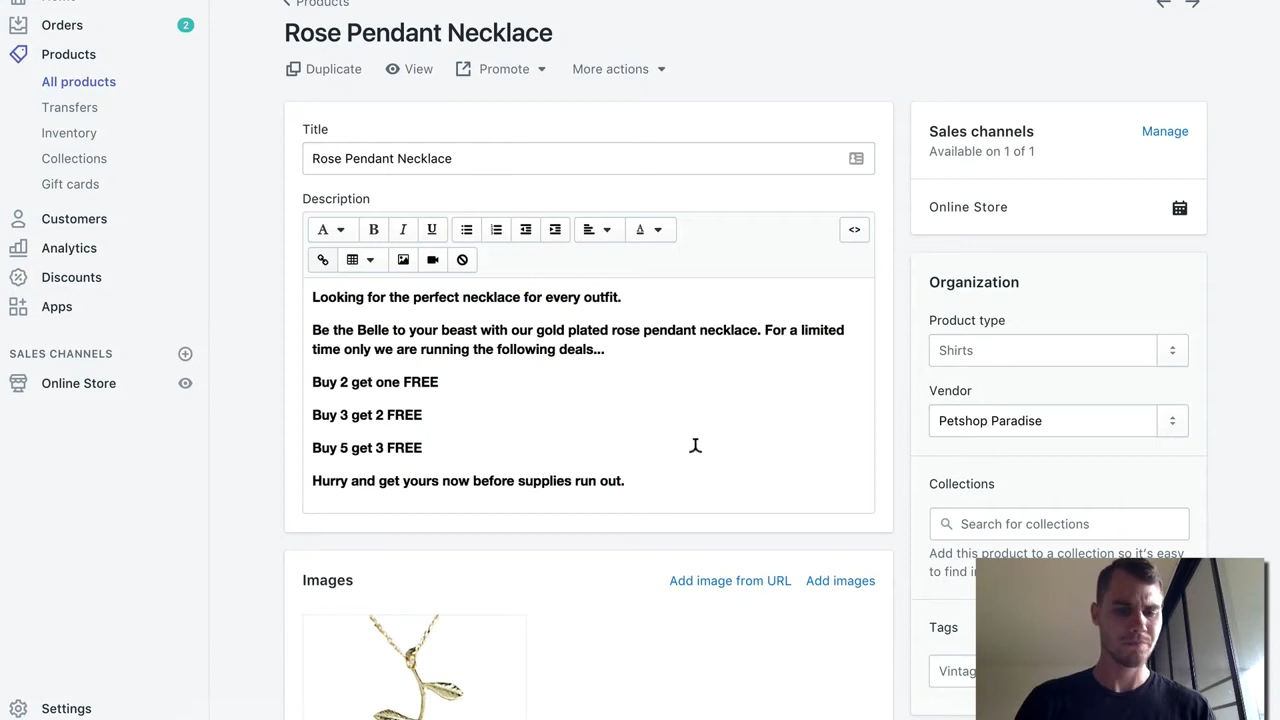 Products
Orders
2
Products
All products
Transfers
Inventory
Collections
Gift cards
Customers
Analytics
Discounts
Apps
SALES CHANNELS
Online Store
Settings
Rose Pendant Necklace
Duplicate
View
Promote
More actions
Title
Rose Pendant Necklace
Description
A
B
I
U
A
<>
Looking for the perfect necklace for every outfit.
Be the Belle to your beast with our gold plated rose pendant necklace. For a limited
time only we are running the following deals...
Buy 2 get one FREE
Buy 3 get 2 FREE
Buy 5 get 3 FREE
Hurry and get yours now before supplies run out.
Images
Add image from URL
Add images
Sales channels
Manage
Available on 1 of 1
Online Store
Organization
Product type
Shirts
Vendor
Petshop Paradise
Collections
Search for collections
Add this product to a collection so it's easy
to find
Tags